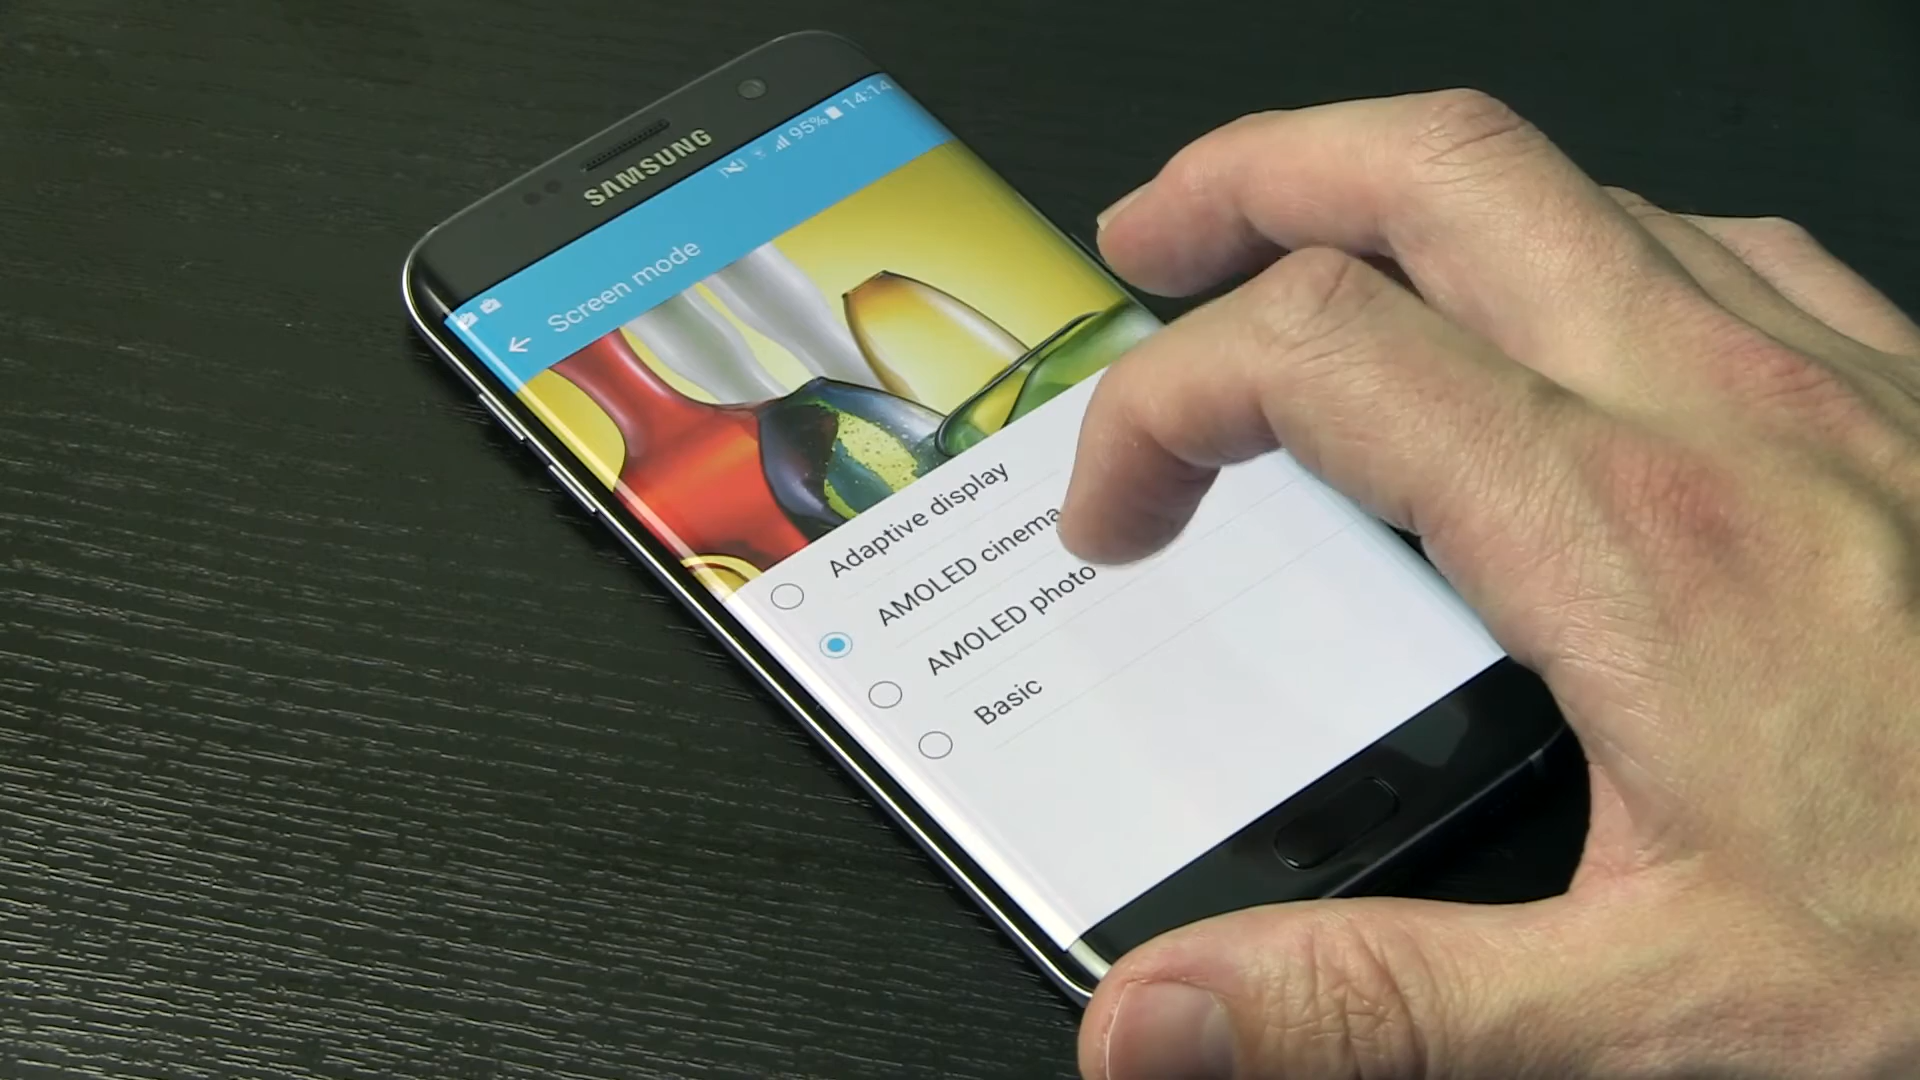 SAMSUNG
95% 14:14
Screen mode
Adaptive display
AMOLED cinema
AMOLED photo
Basic